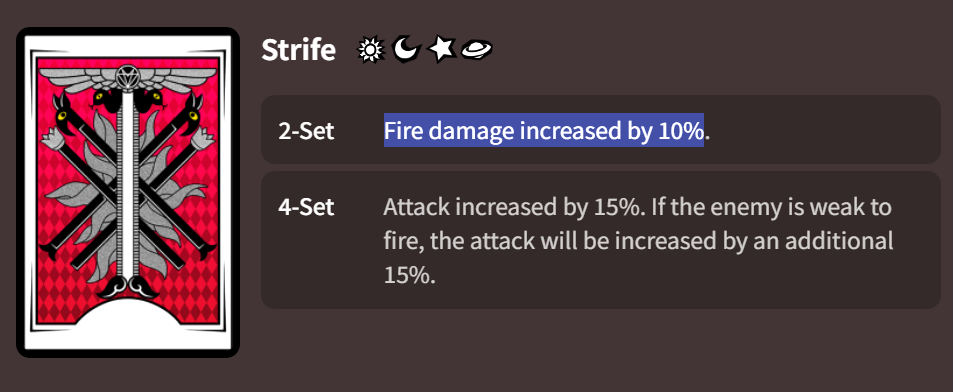 Strife
2-Set
Fire damage increased by 10%.
4-Set
Attack increased by 15%. If the enemy is weak to
fire, the attack will be increased by an additional
15%.